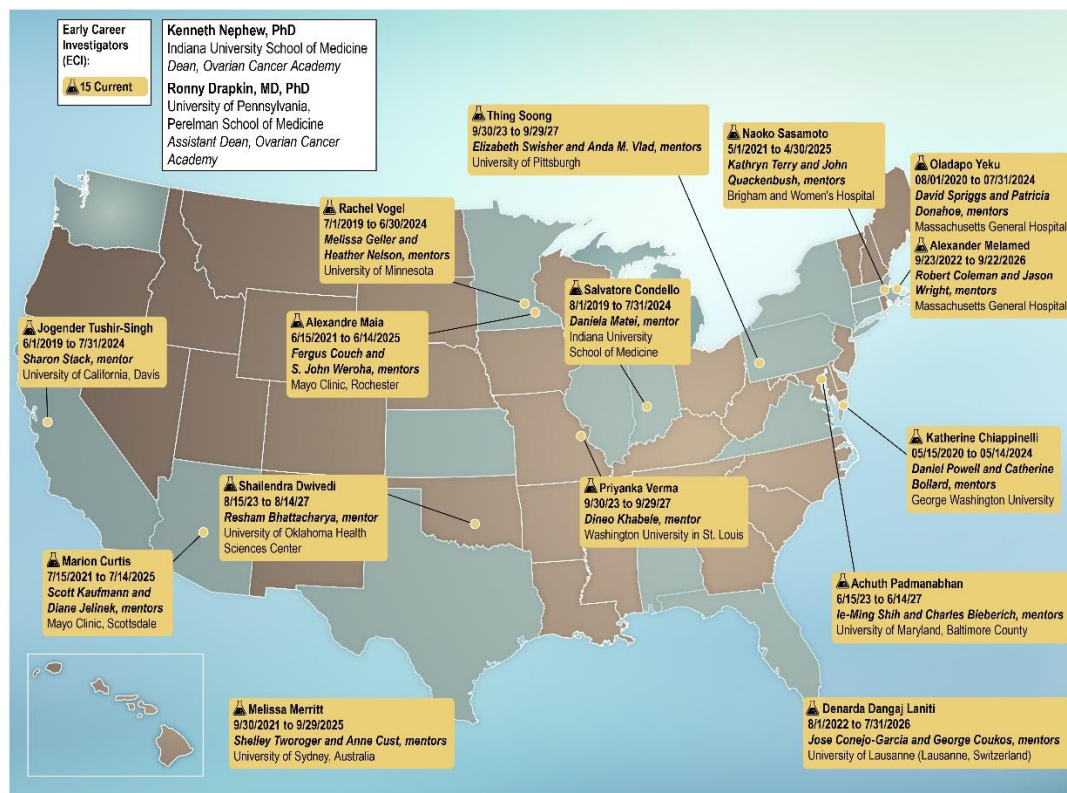 Early Career
Investigators
(ECI):
15 Current
Kenneth Nephew, PhD
Indiana University School of Medicine
Dean, Ovarian Cancer Academy
Ronny Drapkin, MD, PhD
University of Pennsylvania,
Perelman School of Medicine
Assistant Dean, Ovarian Cancer
Academy
Thing Soong
9/30/23 to 9/29/27
Elizabeth Swisher and Anda M. Vlad, mentors
University of Pittsburgh
Naoko Sasamoto
5/1/2021 to 4/30/2025
Kathryn Terry and John
Quackenbush, mentors
Brigham and Women's Hospital
Oladapo Yeku
08/01/2020 to 07/31/2024
David Spriggs and Patricia
Donahoe, mentors
Massachusetts General Hospital
Alexander Melamed
9/23/2022 to 9/22/2026
Robert Coleman and Jason
Wright, mentors
Massachusetts General Hospital
Rachel Vogel
7/1/2019 to 6/30/2024
Melissa Geller and
Heather Nelson, mentors
University of Minnesota
Salvatore Condello
8/1/2019 to 7/31/2024
Daniela Matei, mentor
Indiana University
School of Medicine
Alexandre Maia
6/15/2021 to 6/14/2025
Fergus Couch and
S. John Weroha, mentors
Mayo Clinic, Rochester
Jogender Tushir-Singh
6/1/2019 to 7/31/2024
Sharon Stack, mentor
University of California, Davis
Katherine Chiappinelli
05/15/2020 to 05/14/2024
Daniel Powell and Catherine
Bollard, mentors
George Washington University
Shailendra Dwivedi
8/15/23 to 8/14/27
Resham Bhattacharya, mentor
University of Oklahoma Health
Sciences Center
Priyanka Verma
9/30/23 to 9/29/27
Dineo Khabele, mentor
Washington University in St. Louis
Marion Curtis
7/15/2021 to 7/14/2025
Scott Kaufmann and
Diane Jelinek, mentors
Mayo Clinic, Scottsdale
Achuth Padmanabhan
6/15/23 to 6/14/27
Ie-Ming Shih and Charles Bieberich, mentors
University of Maryland, Baltimore County
Melissa Merritt
9/30/2021 to 9/29/2025
Shelley Tworoger and Anne Cust, mentors
University of Sydney, Australia
Denarda Dangaj Laniti
8/1/2022 to 7/31/2026
Jose Conejo-Garcia and George Coukos, mentors
University of Lausanne (Lausanne, Switzerland)